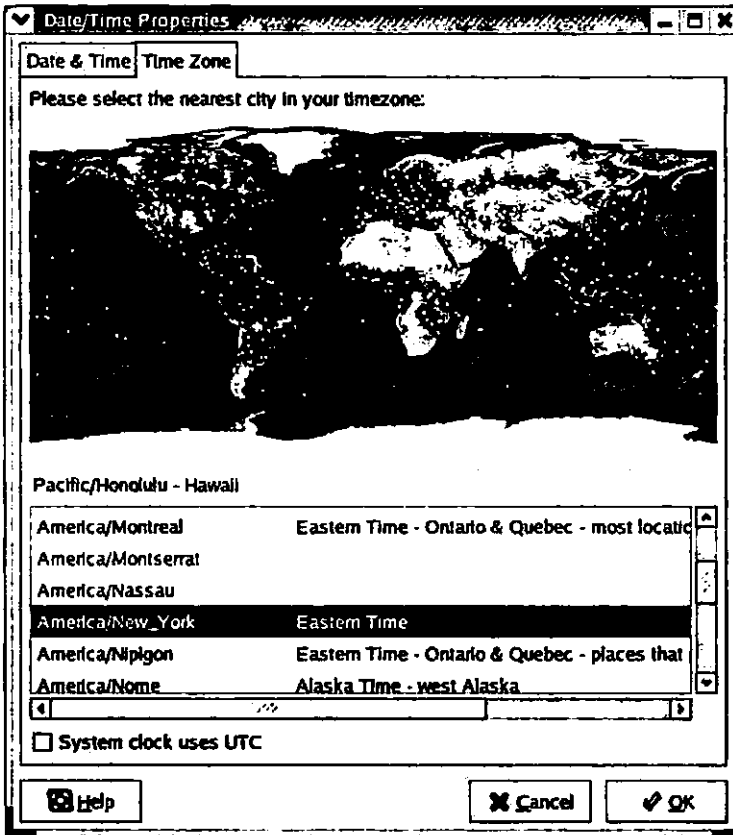 Date/Time Properties
Date & Time Time Zone
Please select the nearest city in your timezone:
Pacific/Honolulu - Hawaii
America/Montreal Eastern Time - Ontario & Quebec - most locatio
America/Montserrat
America/Nassau
America/New_York Eastern Time
America/Nipigon Eastern Time - Ontario & Quebec - places that
America/Nome Alaska Time - west Alaska
System clock uses UTC
Help Cancel OK